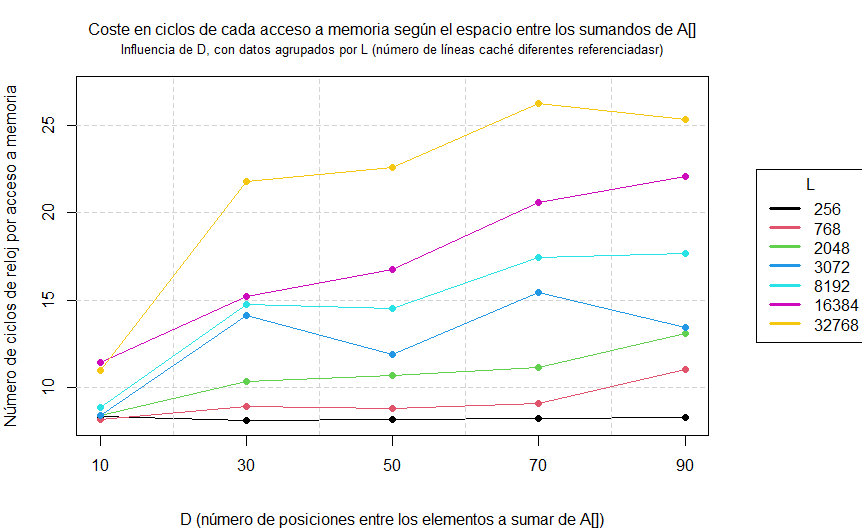 Coste en ciclos de cada acceso a memoria según el espacio entre los sumandos de A[]
Influencia de D, con datos agrupados por L (número de líneas caché diferentes referenciadasr)
Número de ciclos de reloj por acceso a memoria
25
20
15
10
10 30 50 70 90
D (número de posiciones entre los elementos a sumar de A[])
L
256
768
2048
3072
8192
16384
32768